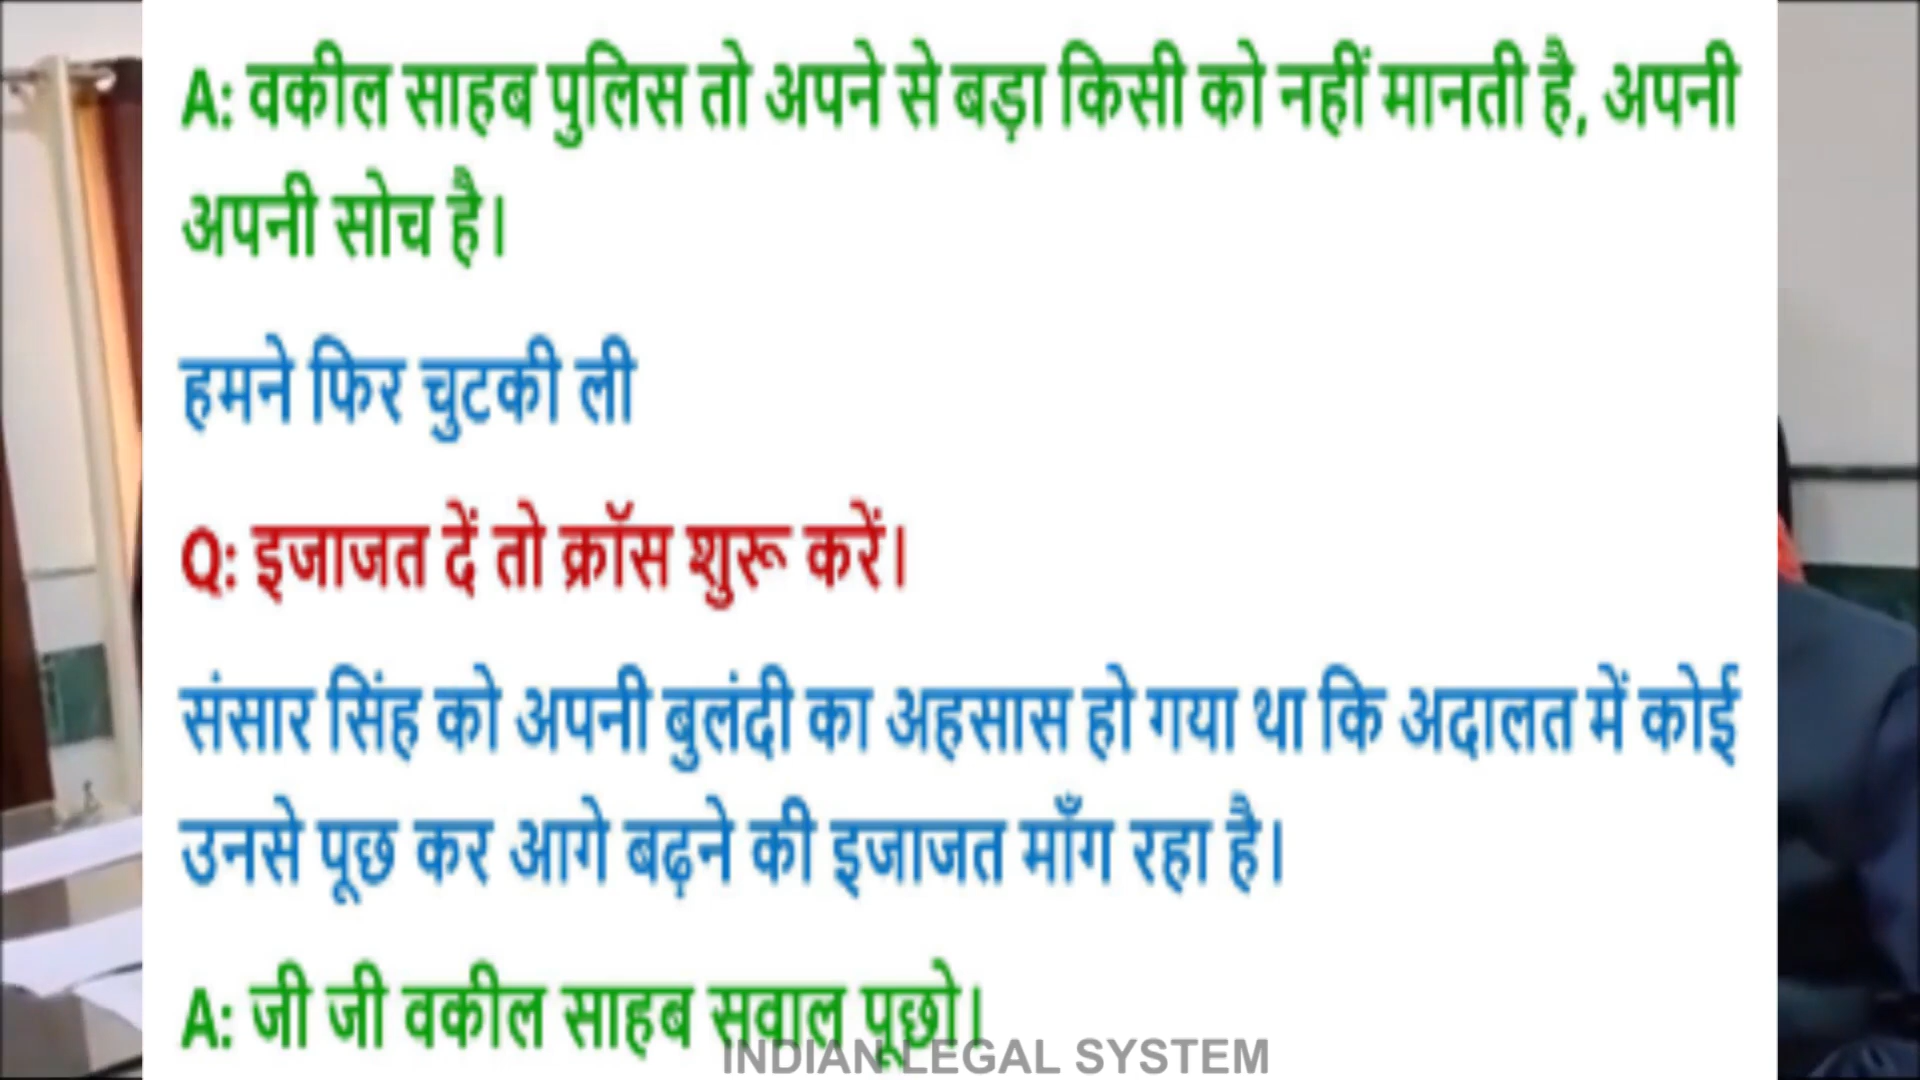 A: वकील साहब पुलिस तो अपने से बड़ा किसी को नहीं मानती है, अपनी
अपनी सोच है।
हमने फिर चुटकी ली
Q: इजाजत दें तो क्रॉस शुरू करें।
संसार सिंह को अपनी बुलंदी का अहसास हो गया था कि अदालत में कोई
उनसे पूछ कर आगे बढ़ने की इजाजत माँग रहा है।
A: जी जी वकील साहब सवाल पूछो।
INDIAN LEGAL SYSTEM